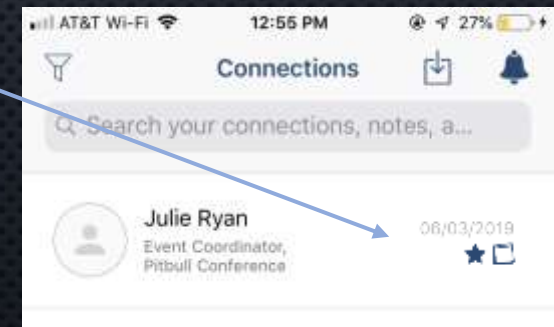 AT&T Wi-Fi 12:55 PM 27%
Connections
Search your connections, notes, a...
Julie Ryan 06/03/2019
Event Coordinator,
Pitbull Conference